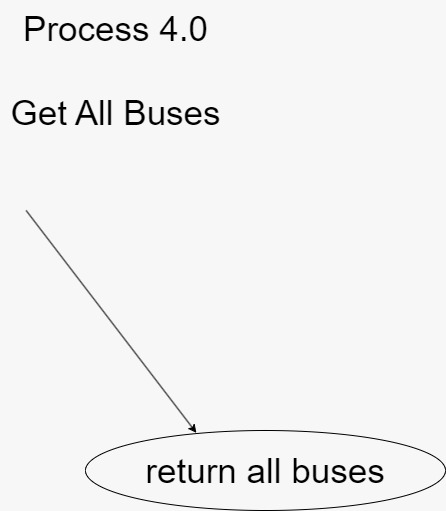 Process 4.0
Get All Buses
return all buses